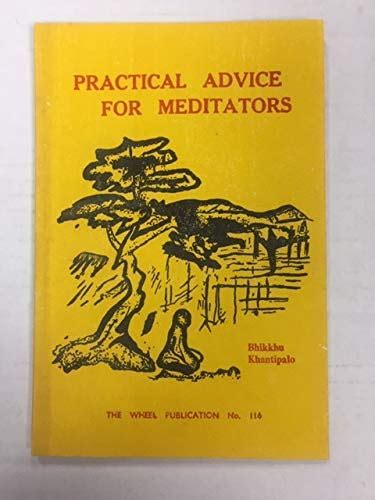 PRACTICAL ADVICE
FOR MEDITATORS
Bhikkhu
Khantipalo
THE WHEEL PUBLICATION No. 116